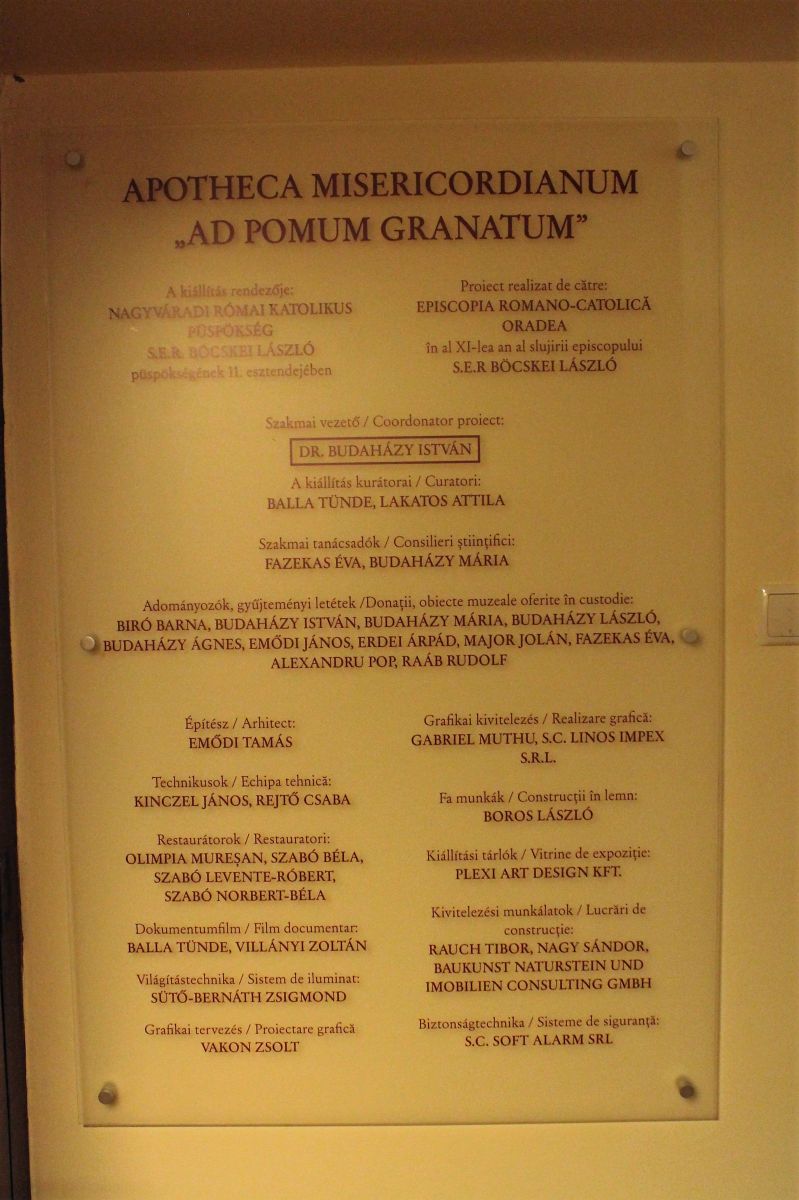 APOTHECA MISERICORDIANUM
„AD POMUM GRANATUM”
A kiállítás rendezője:
NAGYVÁRADI RÓMAI KATOLIKUS
PÜSPÖKSÉG
S.E.R. BÖCSKEI LÁSZLÓ
püspökségének 11. esztendejében
Proiect realizat de către:
EPISCOPIA ROMANO-CATOLICĂ
ORADEA
în al XI-lea an al slujirii episcopului
S.E.R BÖCSKEI LÁSZLÓ
Szakmai vezető / Coordonator proiect:
DR. BUDAHÁZY ISTVÁN
A kiállítás kurátorai / Curatori:
BALLA TÜNDE, LAKATOS ATTILA
Szakmai tanácsadók / Consilieri științifici:
FAZEKAS ÉVA, BUDAHÁZY MÁRIA
Adományozók, gyűjteményi letétek /Donații, obiecte muzeale oferite în custodie:
BIRÓ BARNA, BUDAHÁZY ISTVÁN, BUDAHÁZY MÁRIA, BUDAHÁZY LÁSZLÓ,
BUDAHÁZY ÁGNES, EMŐDI JÁNOS, ERDEI ÁRPÁD, MAJOR JOLÁN, FAZEKAS ÉVA,
ALEXANDRU POP, RAÁB RUDOLF
Építész / Arhitect:
EMŐDI TAMÁS
Technikusok / Echipa tehnică:
KINCZEL JÁNOS, REJTŐ CSABA
Restaurátorok / Restauratori:
OLIMPIA MUREȘAN, SZABÓ BÉLA,
SZABÓ LEVENTE-RÓBERT,
SZABÓ NORBERT-BÉLA
Dokumentumfilm / Film documentar:
BALLA TÜNDE, VILLÁNYI ZOLTÁN
Világítástechnika / Sistem de iluminat:
SÜTŐ-BERNÁTH ZSIGMOND
Grafikai tervezés / Proiectare grafică
VAKON ZSOLT
Grafikai kivitelezés / Realizare grafică:
GABRIEL MUTHU, S.C. LINOS IMPEX
S.R.L.
Fa munkák / Construcții în lemn:
BOROS LÁSZLÓ
Kiállítási tárlók / Vitrine de expoziție:
PLEXI ART DESIGN KFT.
Kivitelezési munkálatok / Lucrări de
construcție:
RAUCH TIBOR, NAGY SÁNDOR,
BAUKUNST NATURSTEIN UND
IMOBILIEN CONSULTING GMBH
Biztonságtechnika / Sisteme de siguranță:
S.C. SOFT ALARM SRL